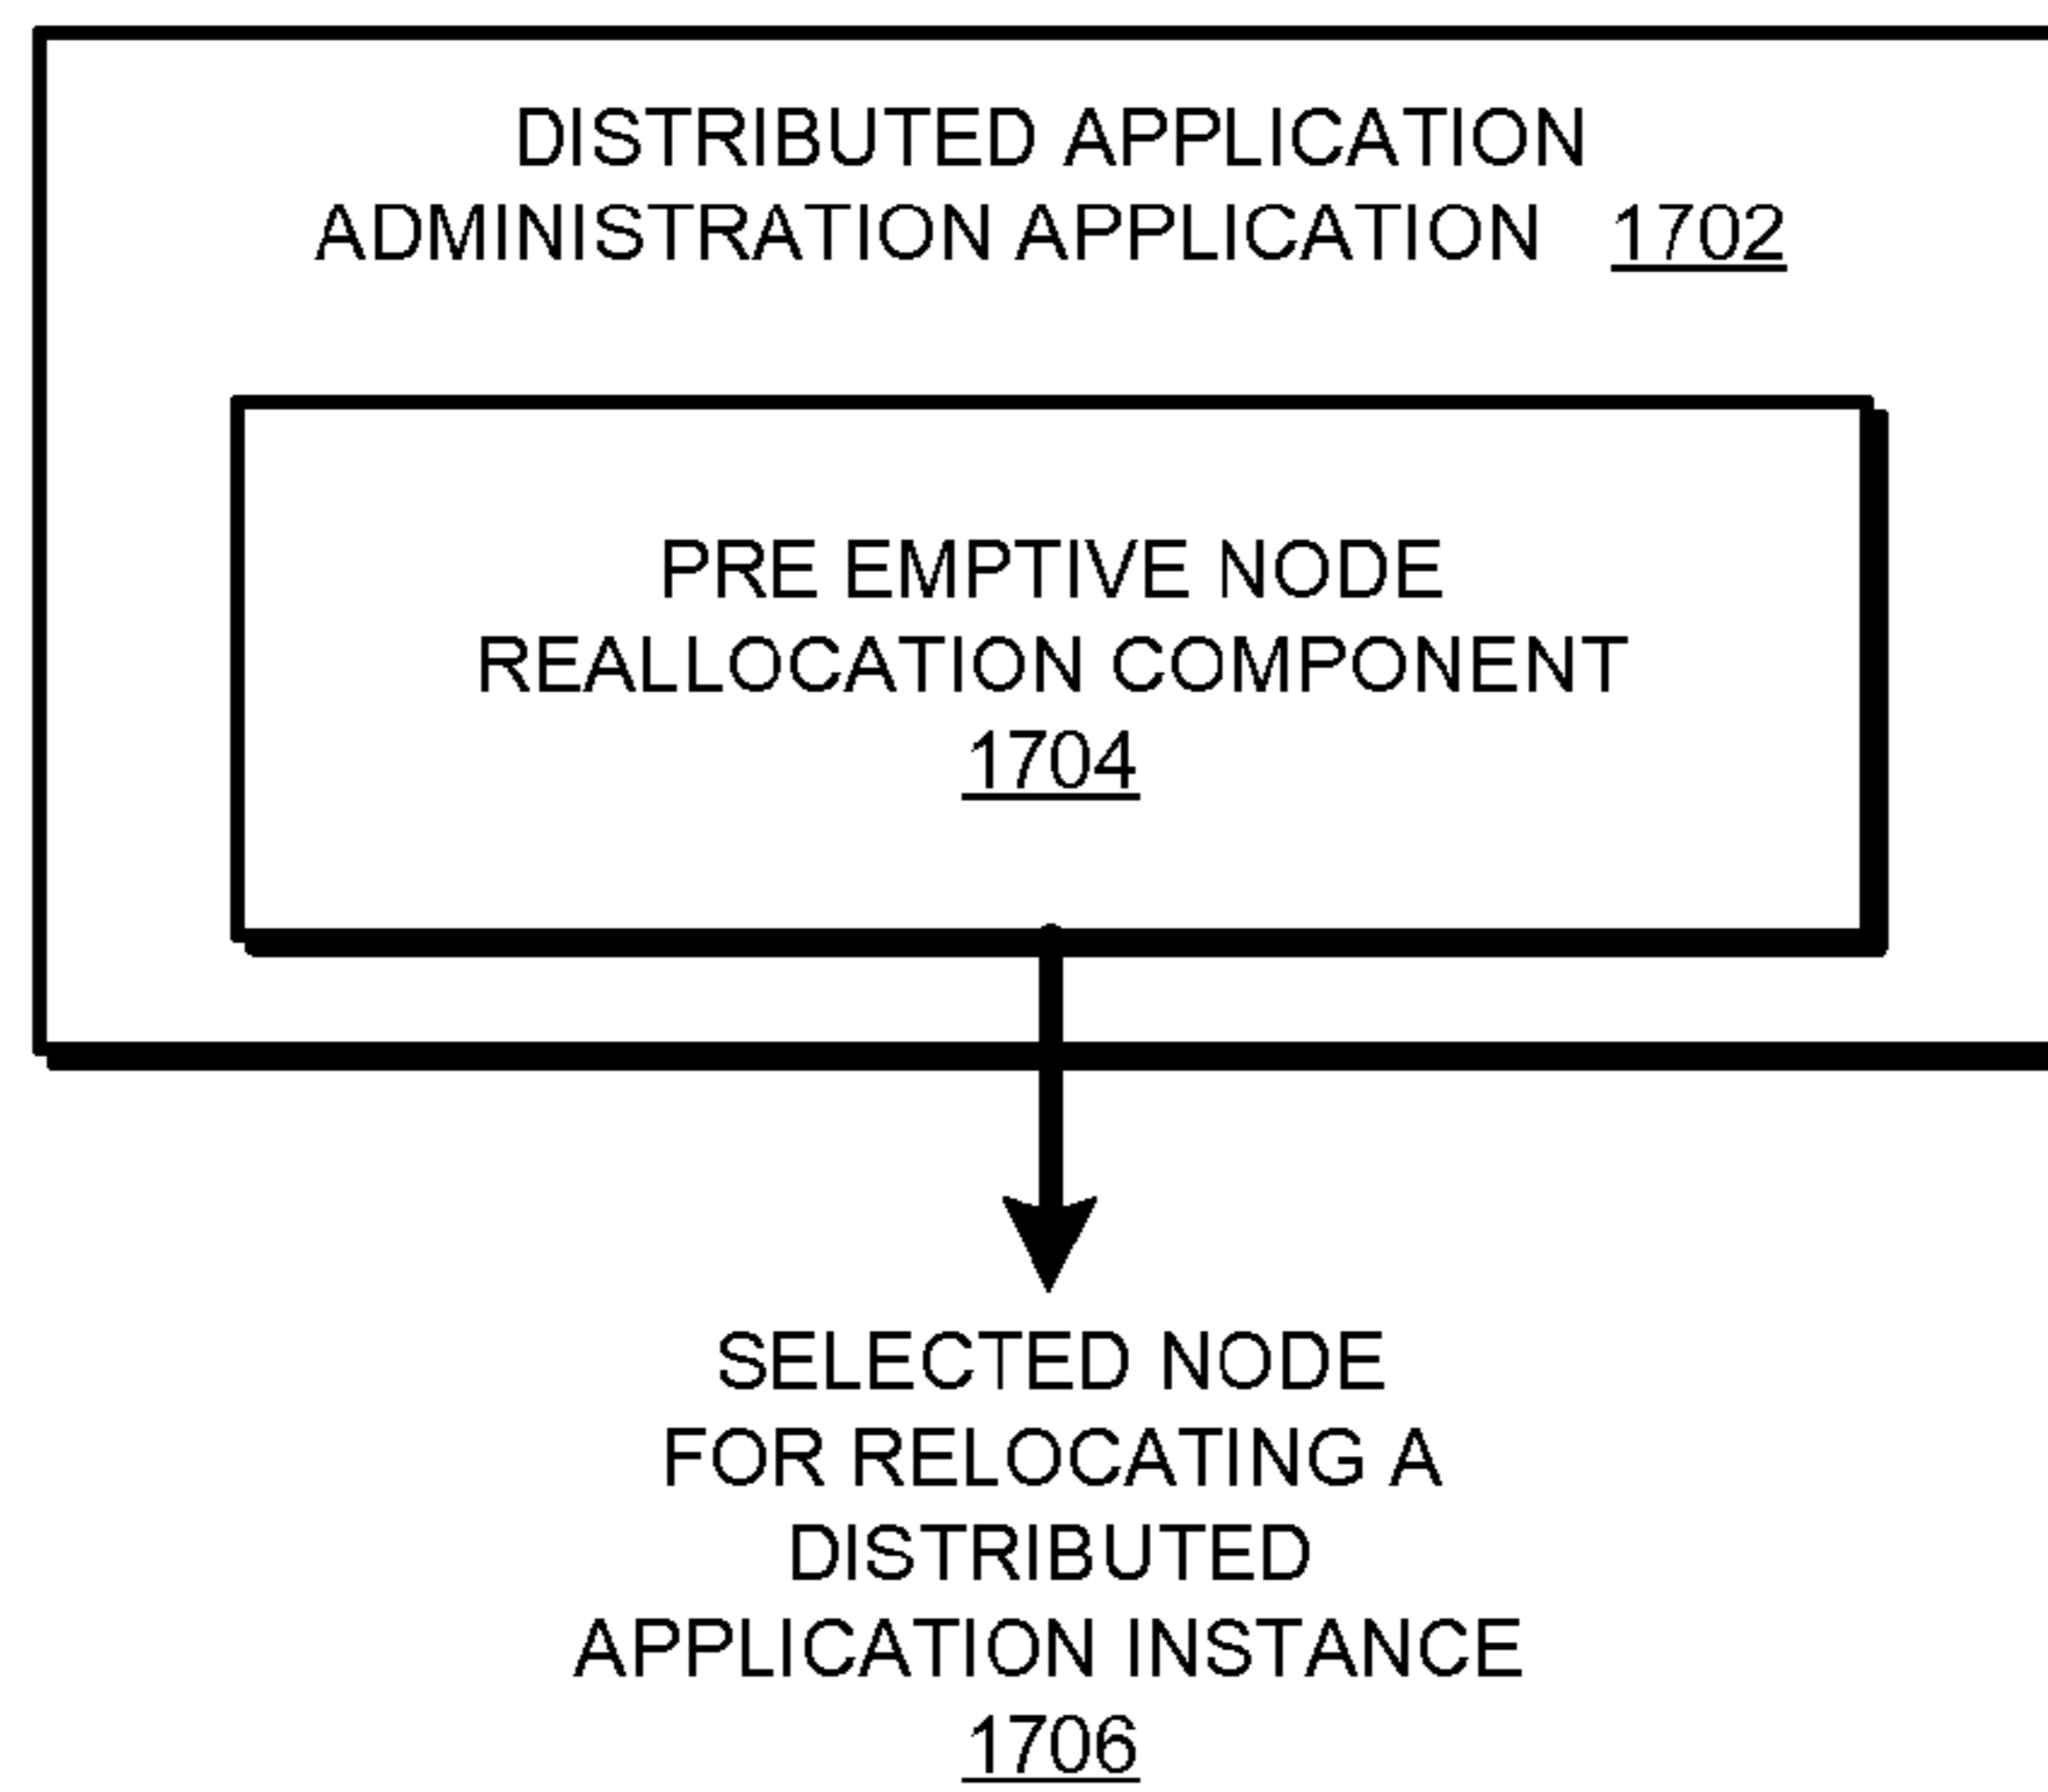 DISTRIBUTED APPLICATION
ADMINISTRATION APPLICATION 1702
PRE EMPTIVE NODE
REALLOCATION COMPONENT
1704
SELECTED NODE
FOR RELOCATING A
DISTRIBUTED
APPLICATION INSTANCE
1706